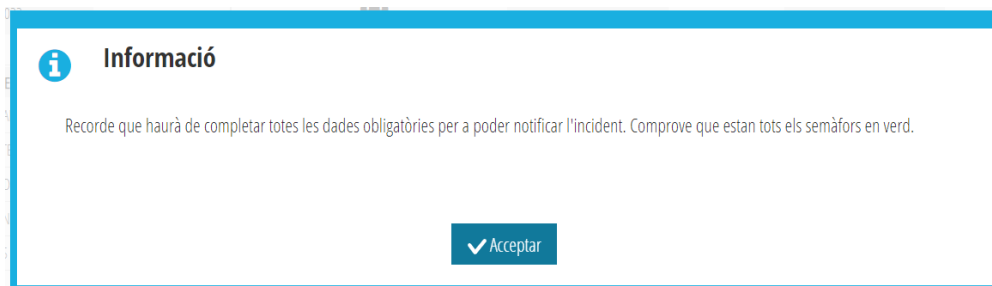 Informació
Recorde que haurà de completar totes les dades obligatòries per a poder notificar l'incident. Comprove que estan tots els semàfors en verd.
Acceptar